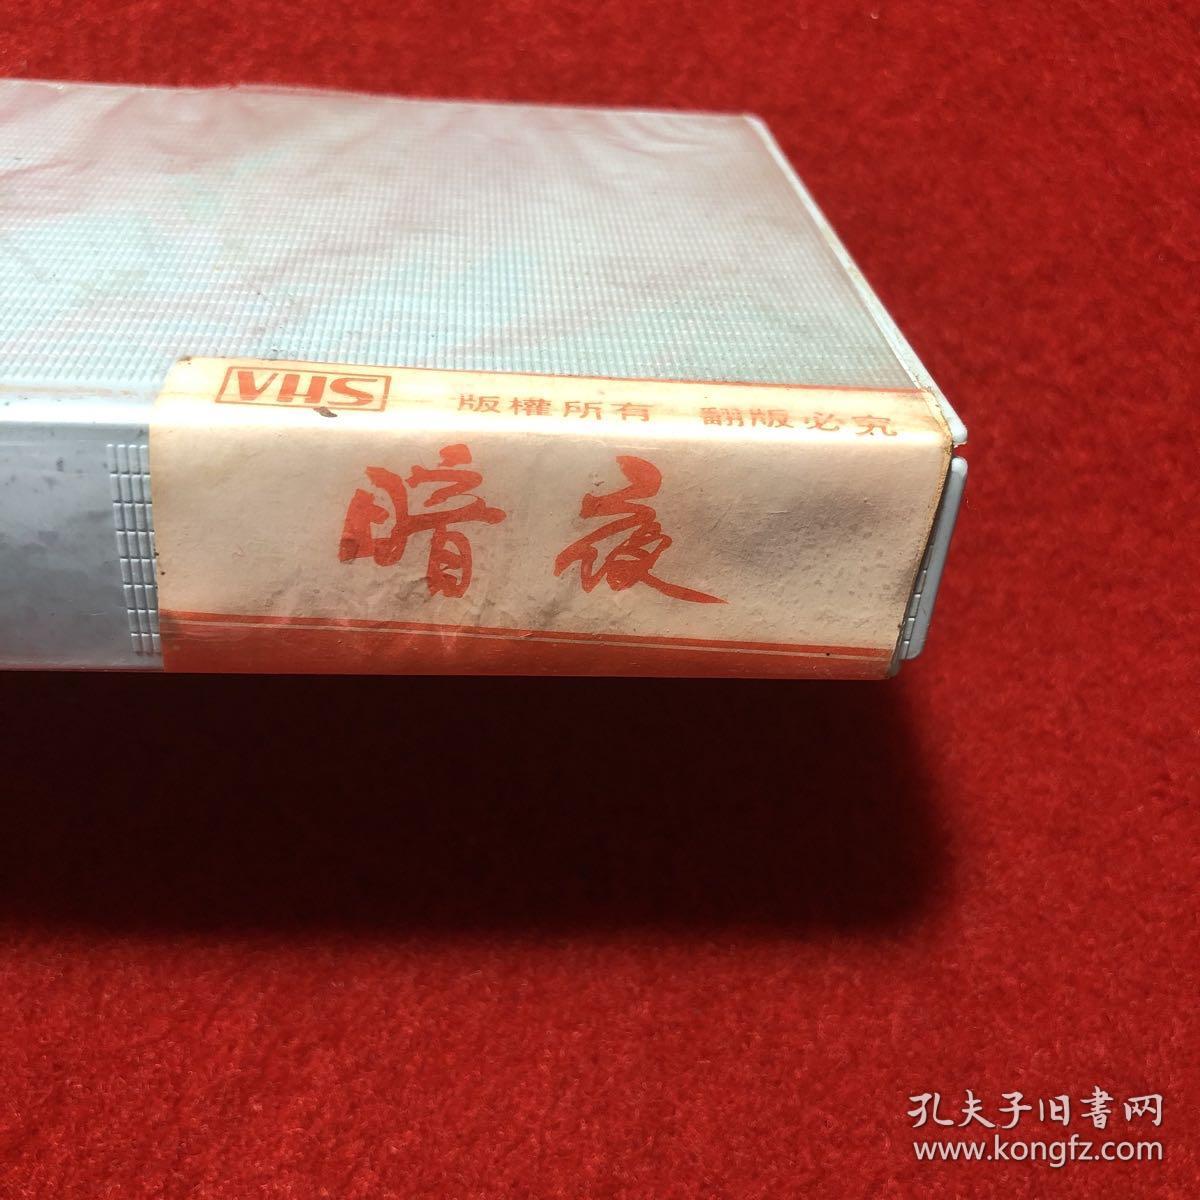 VHS 版權所有 翻版必究
暗夜
孔夫子旧書网
www.kongfz.com